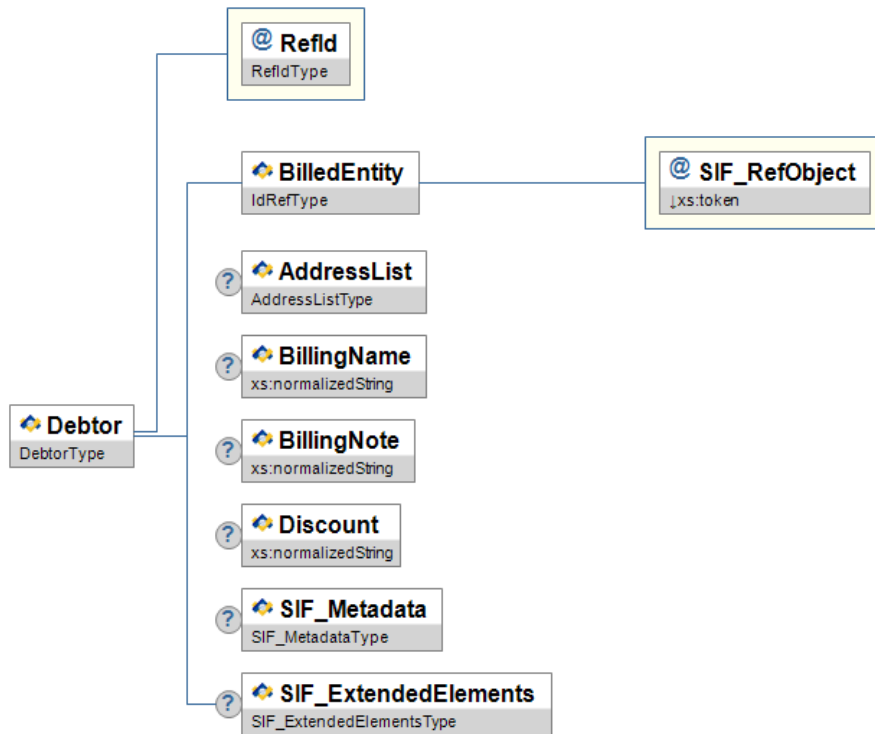 @ RefId
RefIdType
BilledEntity
IdRefType
@ SIF_RefObject
↓xs:token
? AddressList
AddressListType
? BillingName
xs:normalizedString
Debtor
DebtorType
? BillingNote
xs:normalizedString
? Discount
xs:normalizedString
? SIF_Metadata
SIF_MetadataType
? SIF_ExtendedElements
SIF_ExtendedElementsType